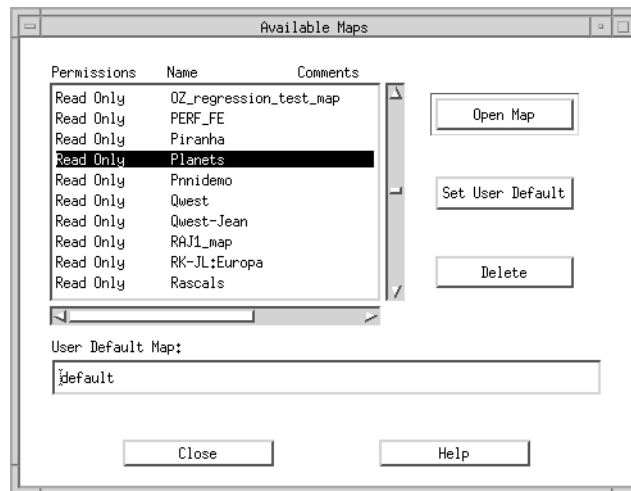 Available Maps
Permissions Name Comments
Read Only OZ_regression_test_map
Read Only PERF_FE
Read Only Piranha
Read Only Planets
Read Only Pnnidemo
Read Only Qwest
Read Only Qwest-Jean
Read Only RAJ1_map
Read Only RK-JL:Europa
Read Only Rascals
Open Map
Set User Default
Delete
User Default Map:
default
Close Help